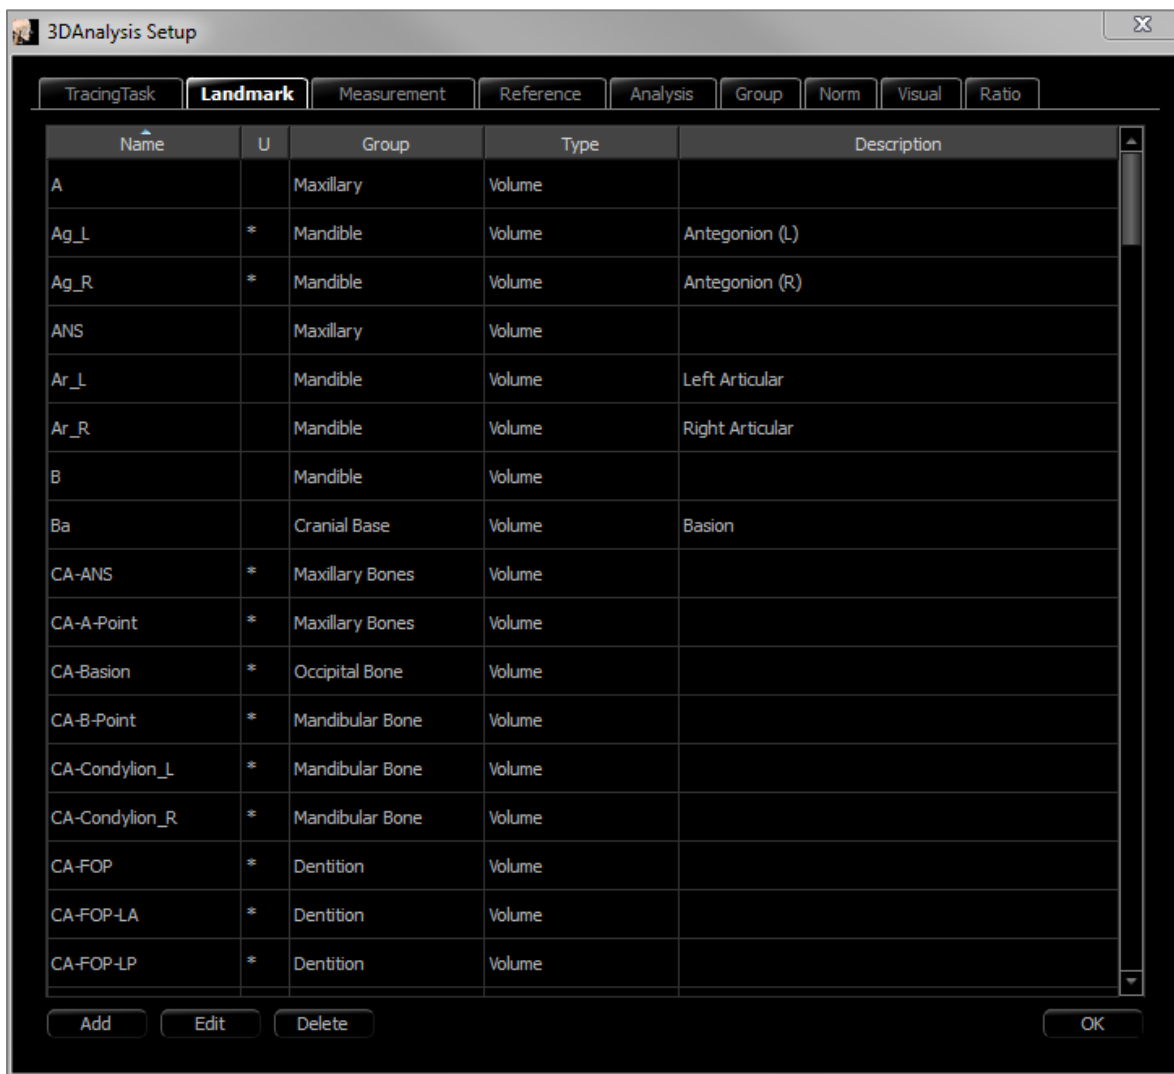 3DAnalysis Setup
TracingTask Landmark Measurement Reference Analysis Group Norm Visual Ratio
Name U Group Type Description
A Maxillary Volume
Ag_L * Mandible Volume Antegonion (L)
Ag_R * Mandible Volume Antegonion (R)
ANS Maxillary Volume
Ar_L Mandible Volume Left Articular
Ar_R Mandible Volume Right Articular
B Mandible Volume
Ba Cranial Base Volume Basion
CA-ANS * Maxillary Bones Volume
CA-A-Point * Maxillary Bones Volume
CA-Basion * Occipital Bone Volume
CA-B-Point * Mandibular Bone Volume
CA-Condylion_L * Mandibular Bone Volume
CA-Condylion_R * Mandibular Bone Volume
CA-FOP * Dentition Volume
CA-FOP-LA * Dentition Volume
CA-FOP-LP * Dentition Volume
Add Edit Delete OK